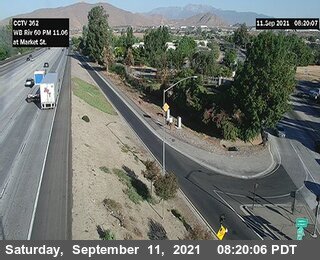 CCTV 362
WB Riv 60 PM 11.06
at Market St.
11.Sep 2021 08:20:07
Saturday, September 11, 2021 08:20:06 PDT